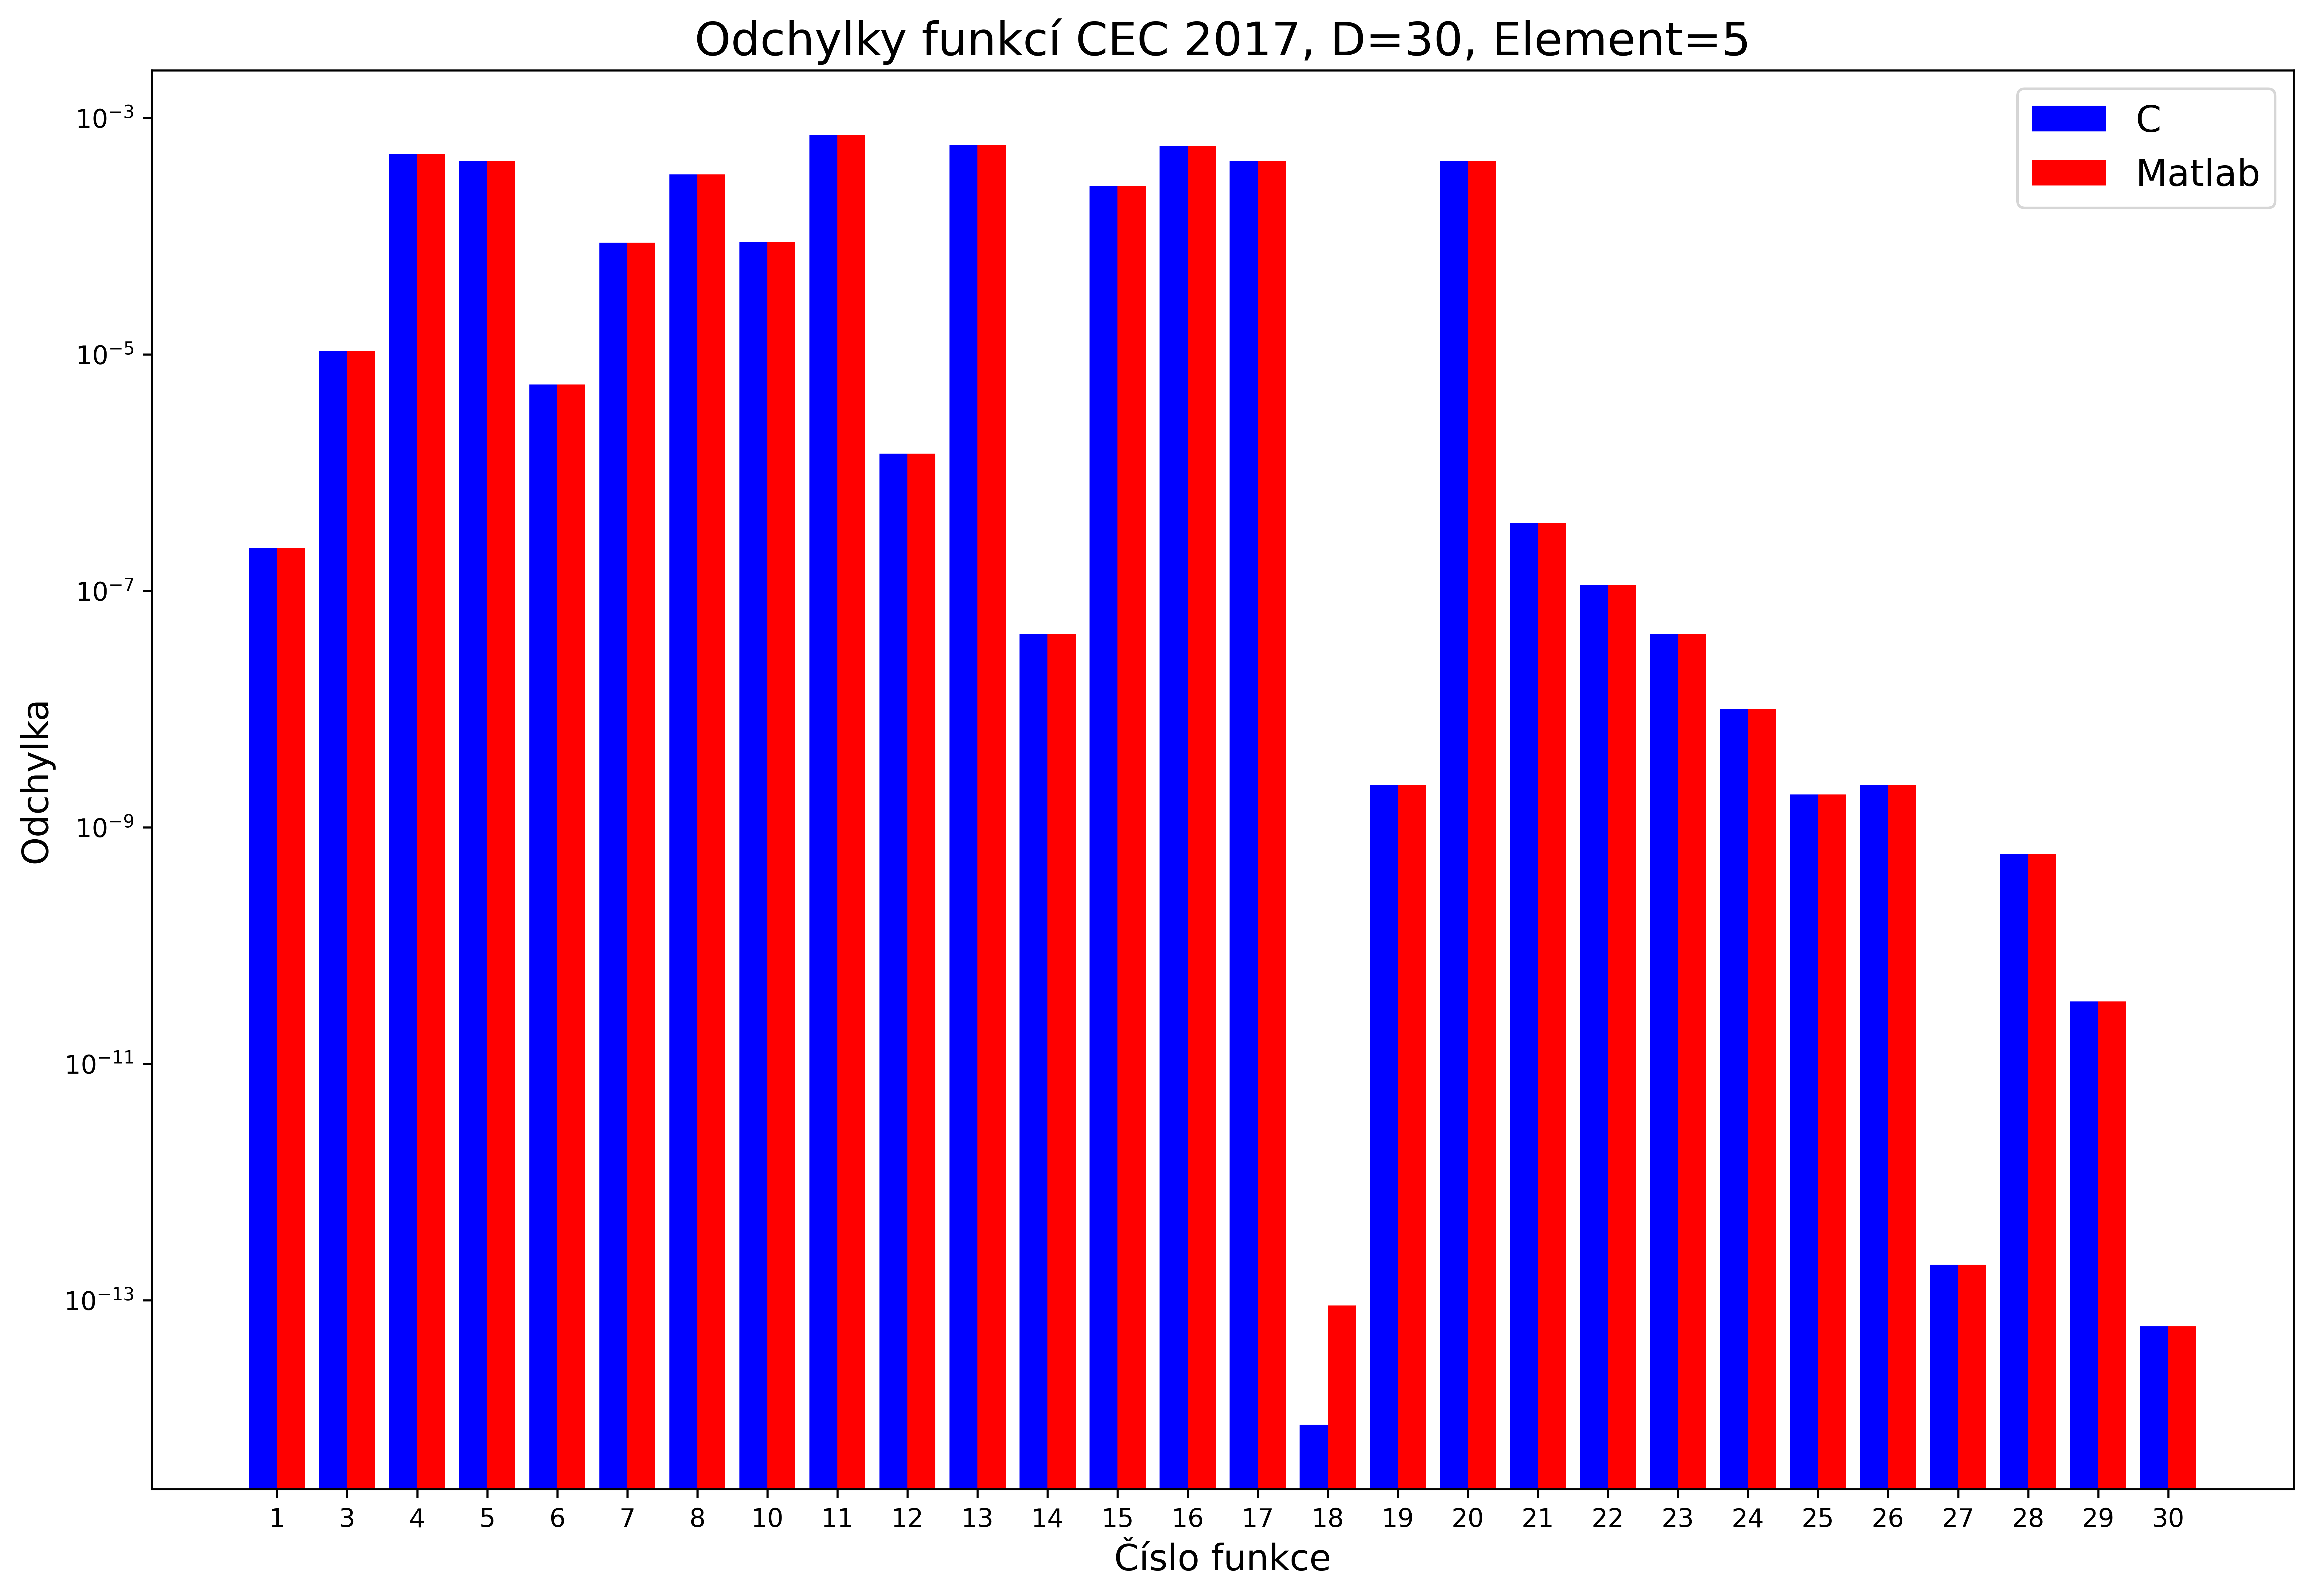 Odchylky funkcí CEC 2017, D=30, Element=5
C
Matlab
10⁻³
10⁻⁵
10⁻⁷
10⁻⁹
10⁻¹¹
10⁻¹³
Odchylka
1 3 4 5 6 7 8 10 11 12 13 14 15 16 17 18 19 20 21 22 23 24 25 26 27 28 29 30
Číslo funkce